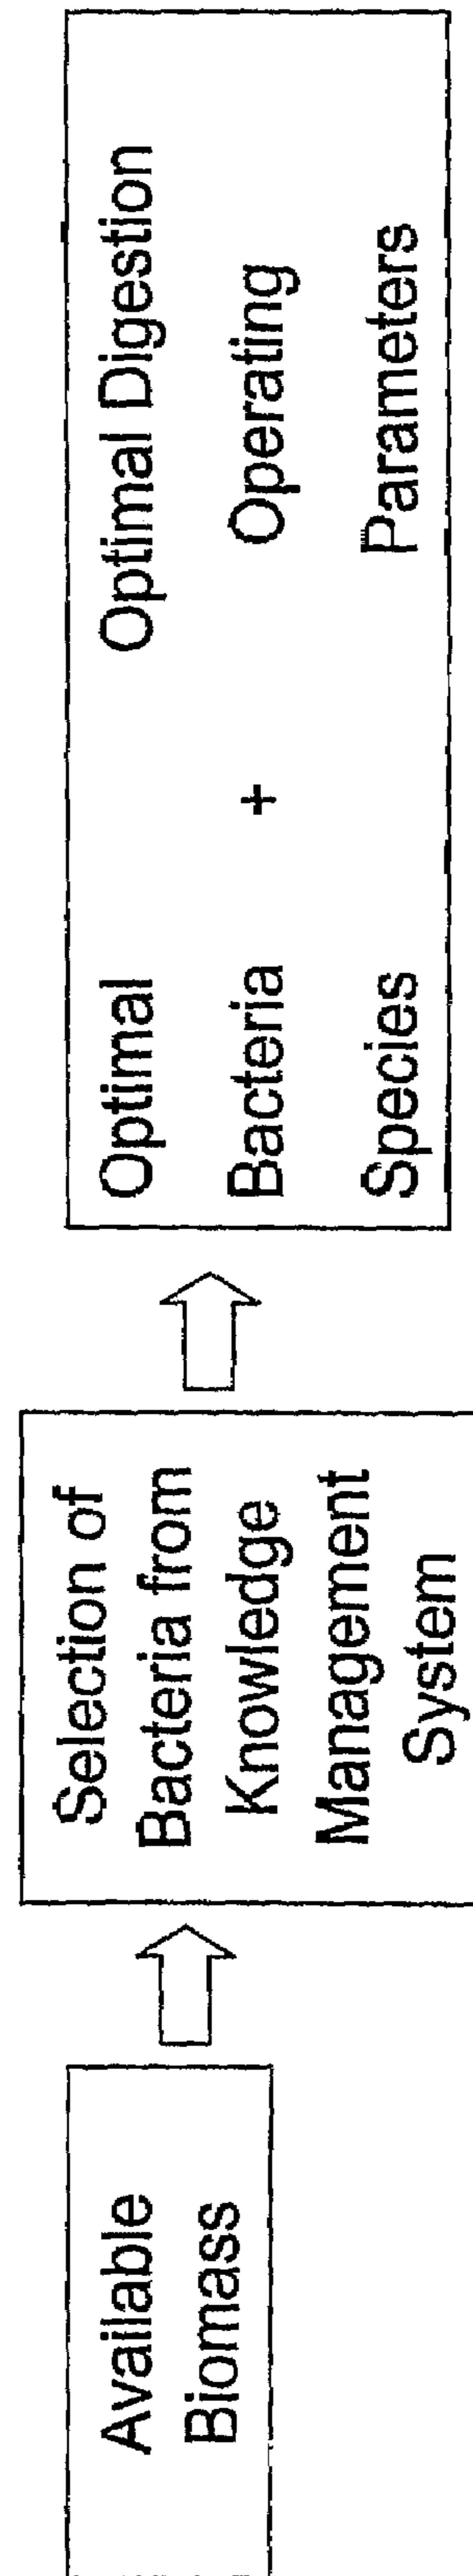 Available
Biomass
Selection of
Bacteria from
Knowledge
Management
System
Optimal Optimal Digestion
Bacteria + Operating
Species Parameters